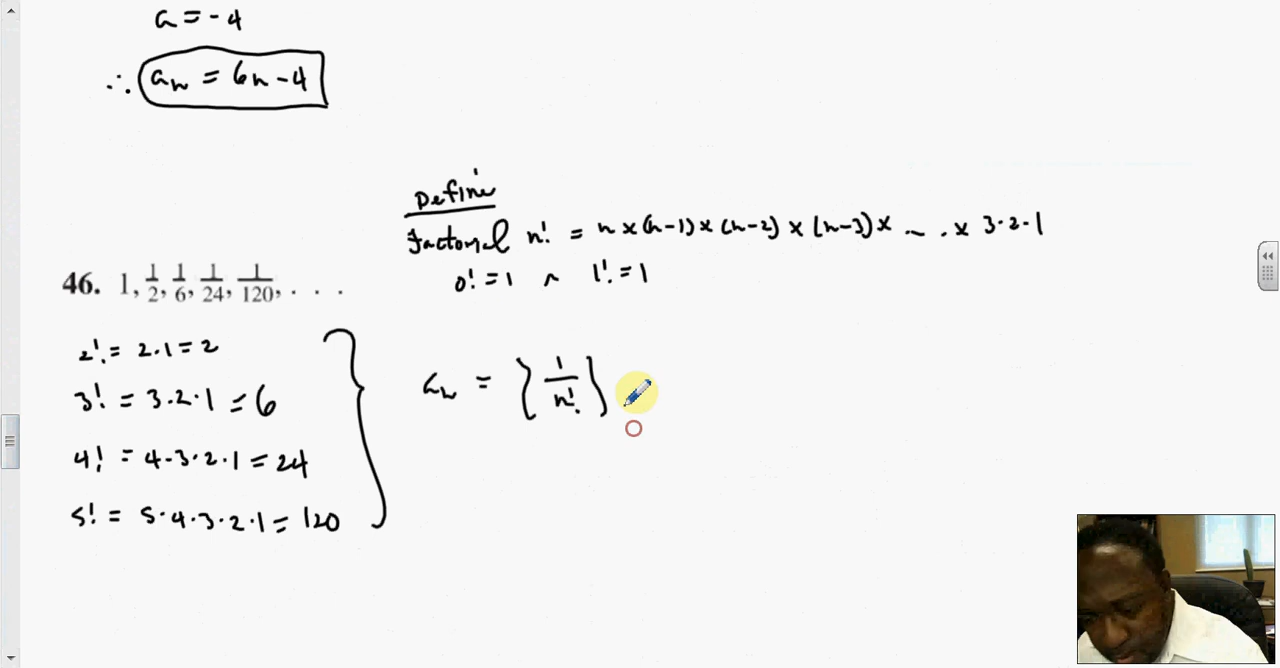 a = -4
∴ aₙ = 6n - 4
Define
factorial n! = n × (n-1) × (n-2) × (n-3) × ... × 3·2·1
0! = 1 ∧ 1! = 1
46. 1, 1/2, 1/6, 1/24, 1/120, . . .
2! = 2·1 = 2
3! = 3·2·1 = 6
4! = 4·3·2·1 = 24
5! = 5·4·3·2·1 = 120
aₙ = { 1/n! }